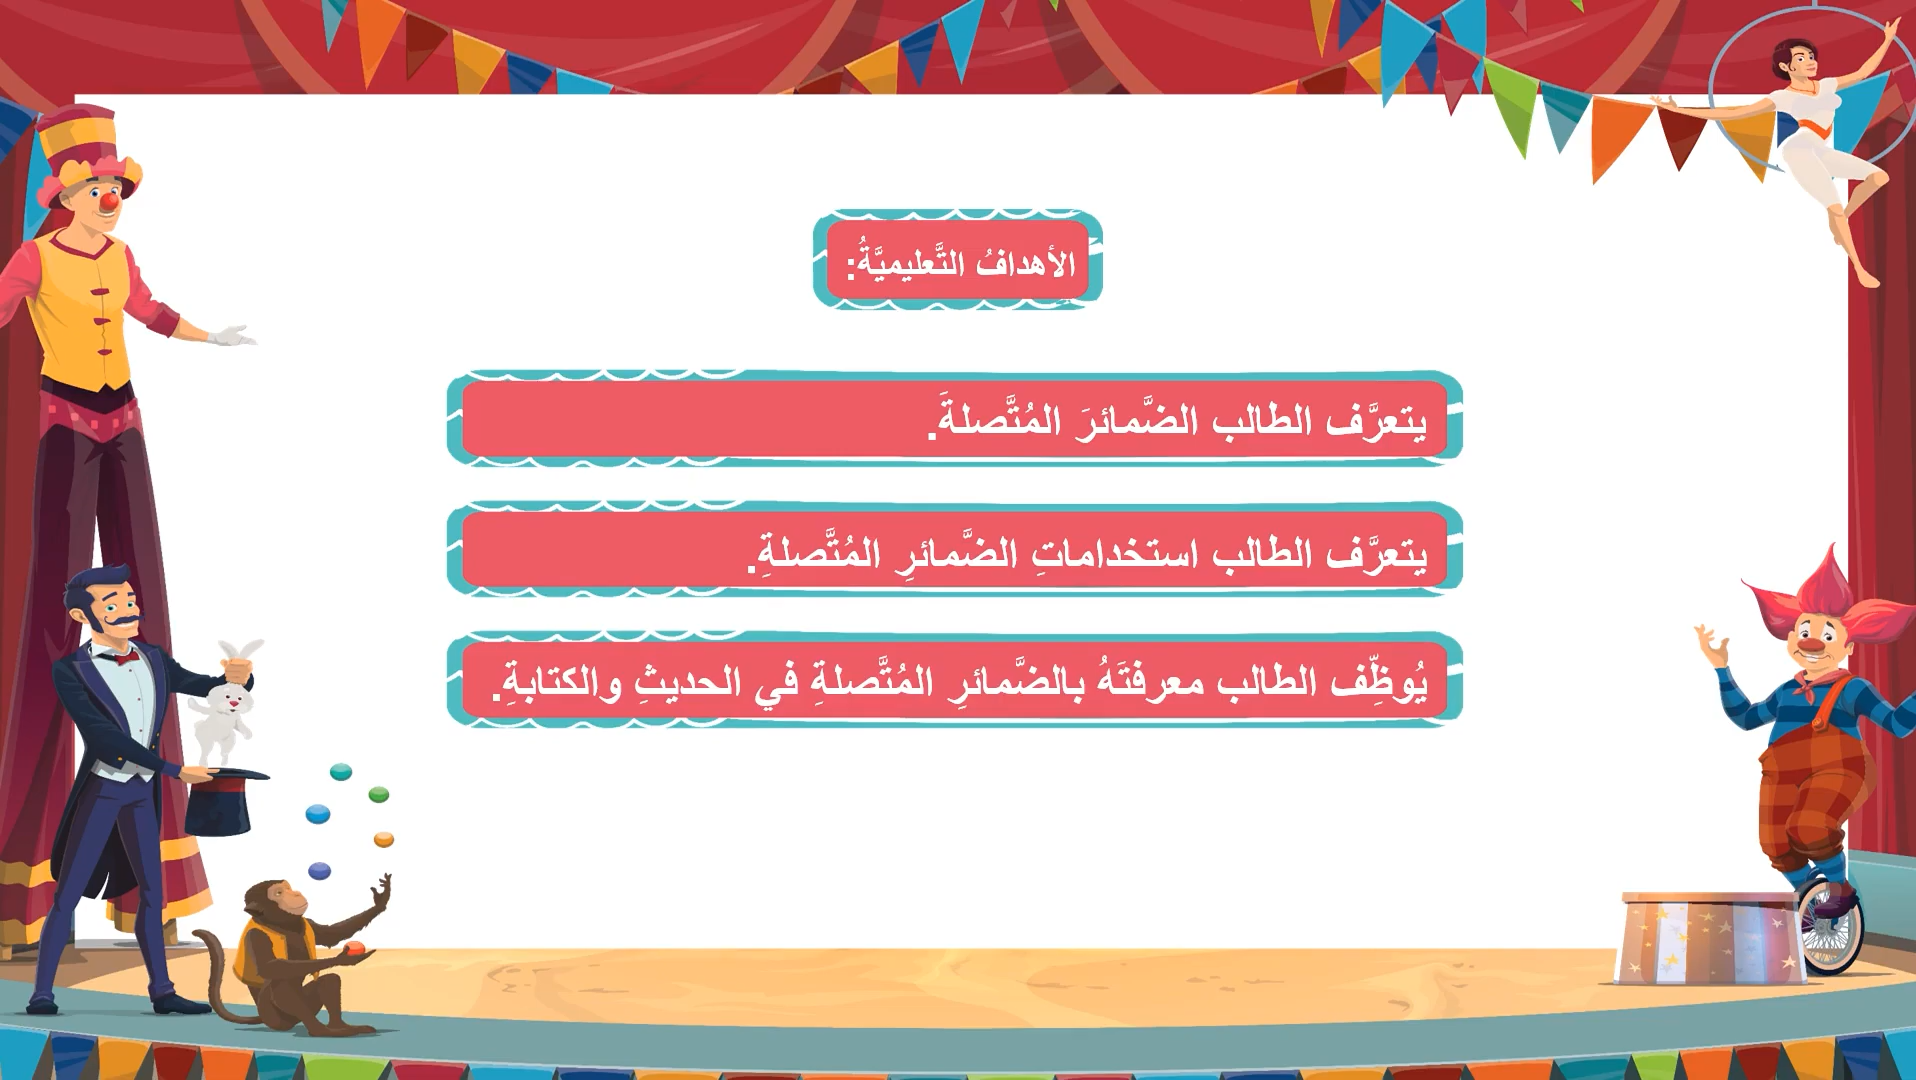 الأهدافُ التَّعليميَّةُ:
يتعرَّف الطالب الضَّمائرَ المُتَّصلةَ.
يتعرَّف الطالب استخداماتِ الضَّمائرِ المُتَّصلةِ.
يُوظِّف الطالب معرفتَهُ بالضَّمائرِ المُتَّصلةِ في الحديثِ والكتابةِ.